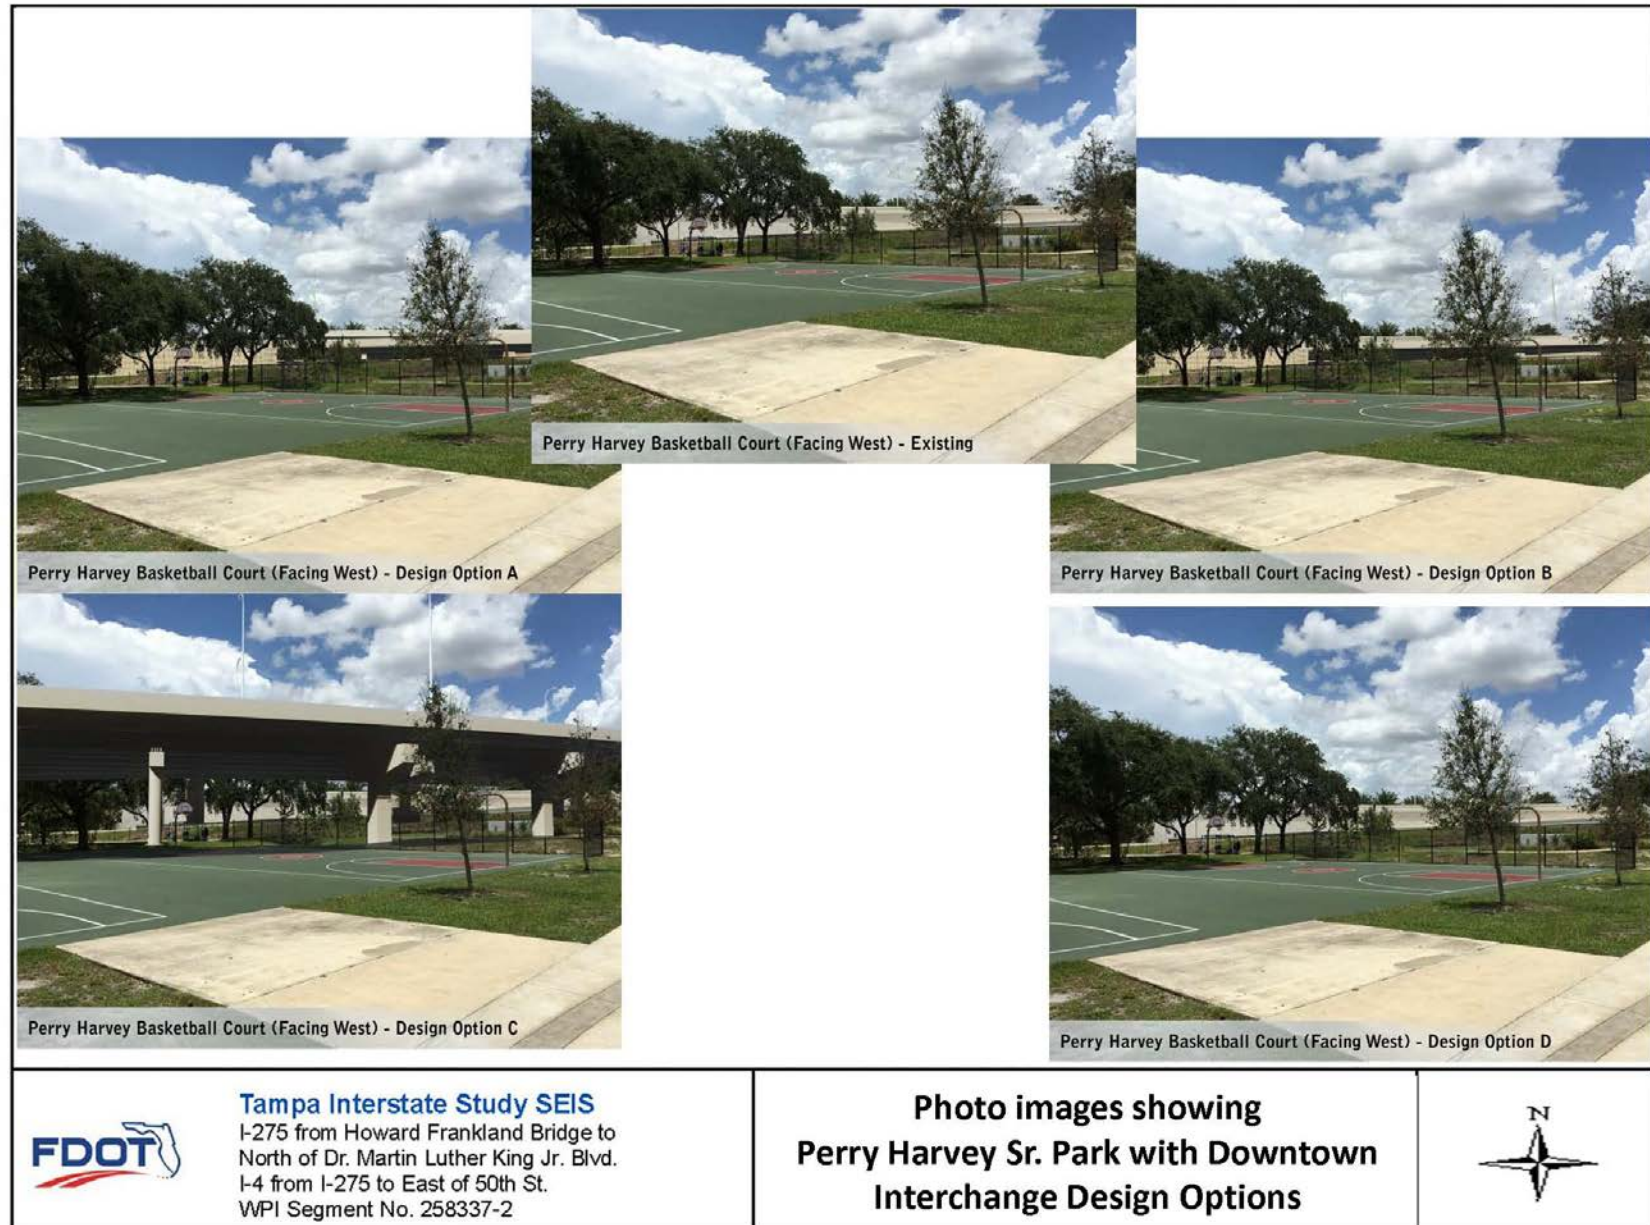 Perry Harvey Basketball Court (Facing West) - Existing
Perry Harvey Basketball Court (Facing West) - Design Option A
Perry Harvey Basketball Court (Facing West) - Design Option B
Perry Harvey Basketball Court (Facing West) - Design Option C
Perry Harvey Basketball Court (Facing West) - Design Option D
FDOT
Tampa Interstate Study SEIS
I-275 from Howard Frankland Bridge to
North of Dr. Martin Luther King Jr. Blvd.
I-4 from I-275 to East of 50th St.
WPI Segment No. 258337-2
Photo images showing
Perry Harvey Sr. Park with Downtown
Interchange Design Options
N